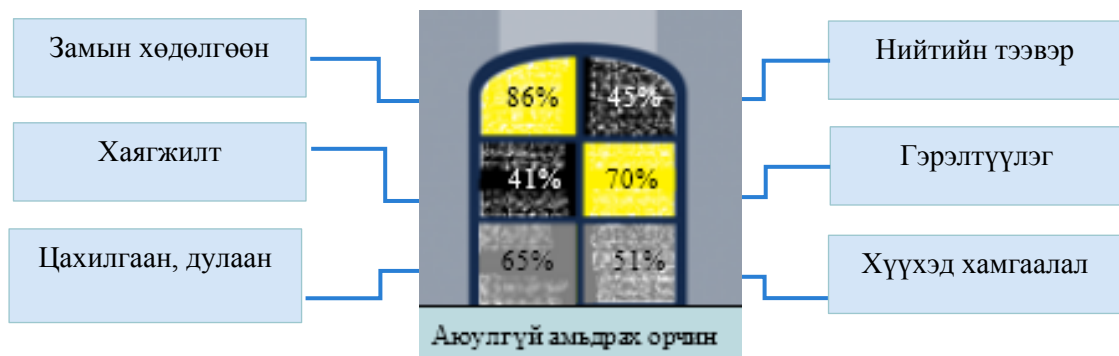 Замын хөдөлгөөн
86% 45%
Нийтийн тээвэр
Хаягжилт
41% 70%
Гэрэлтүүлэг
Цахилгаан, дулаан
65% 51%
Хүүхэд хамгаалал
Аюулгүй амьдрах орчин